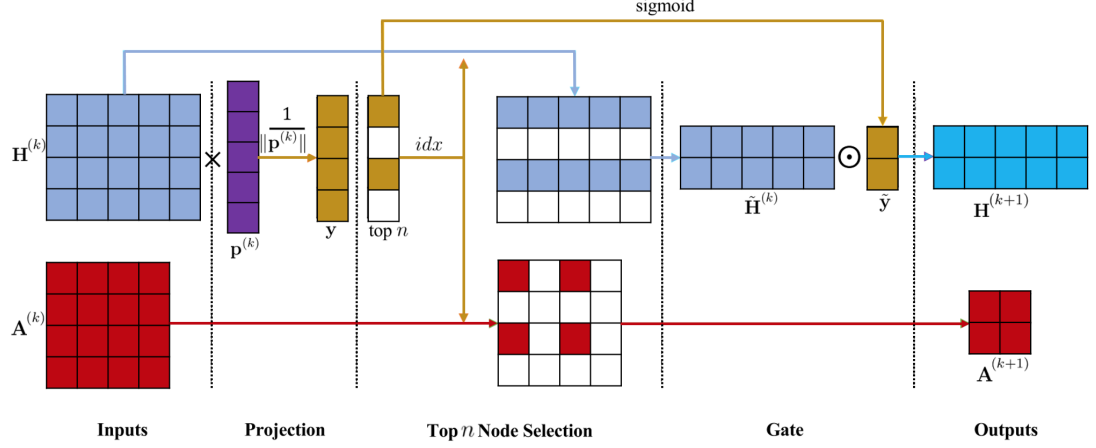 sigmoid
H^(k)
×
1
‖p^(k)‖
idx
p^(k)
y
top n
H̃^(k)
⊙
ỹ
H^(k+1)
A^(k)
A^(k+1)
Inputs
Projection
Top n Node Selection
Gate
Outputs